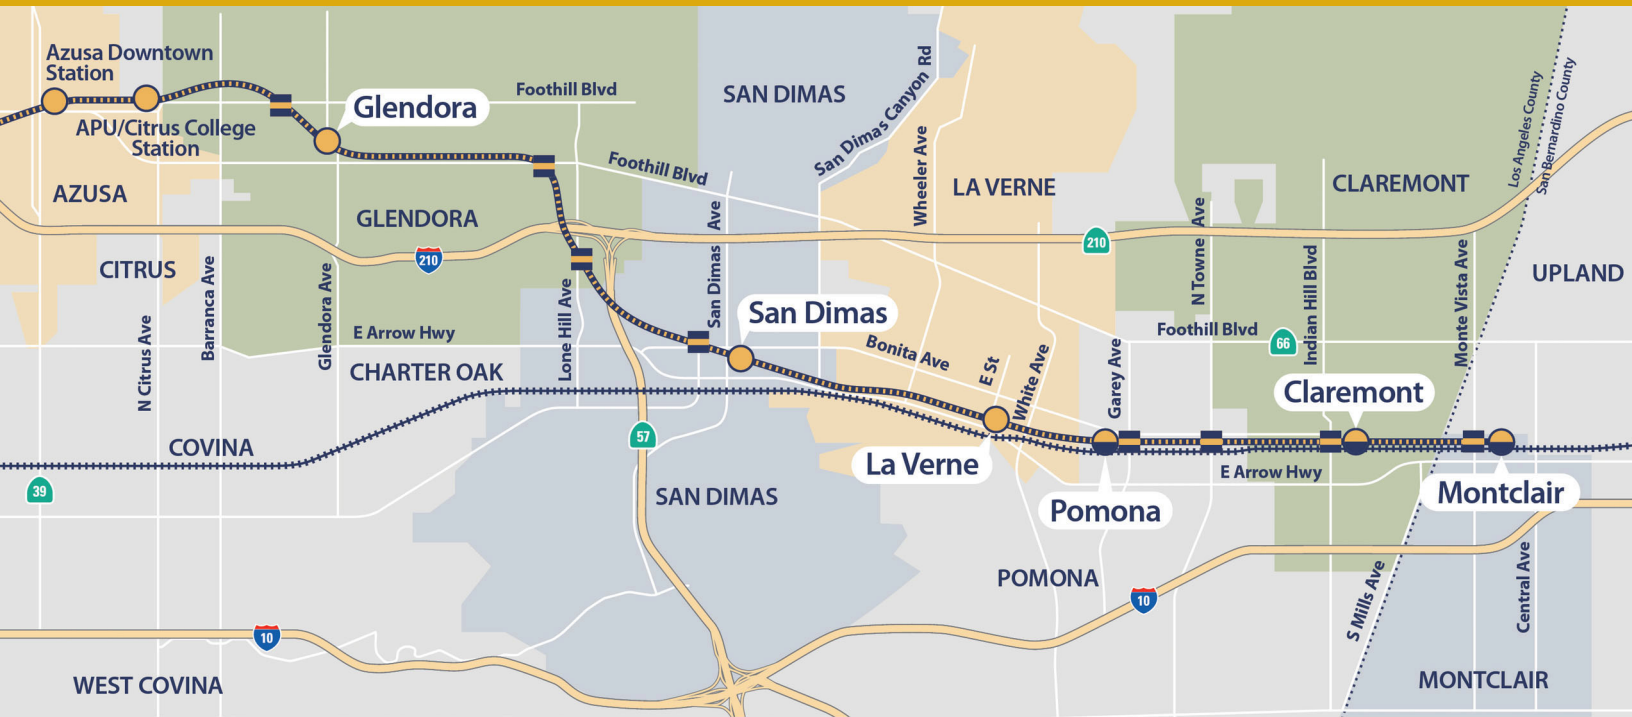 Azusa Downtown
Station
APU/Citrus College
Station
Glendora
Foothill Blvd
Foothill Blvd
SAN DIMAS
San Dimas Canyon Rd
Wheeler Ave
LA VERNE
CLAREMONT
Los Angeles County
San Bernardino County
AZUSA
GLENDORA
210
210
CITRUS
N Citrus Ave
Barranca Ave
Glendora Ave
E Arrow Hwy
CHARTER OAK
Lone Hill Ave
San Dimas Ave
San Dimas
Bonita Ave
E St
White Ave
Garey Ave
N Towne Ave
Foothill Blvd
66
Indian Hill Blvd
Monte Vista Ave
UPLAND
Claremont
COVINA
57
La Verne
E Arrow Hwy
39
SAN DIMAS
Pomona
Montclair
POMONA
10
10
S Mills Ave
Central Ave
WEST COVINA
MONTCLAIR